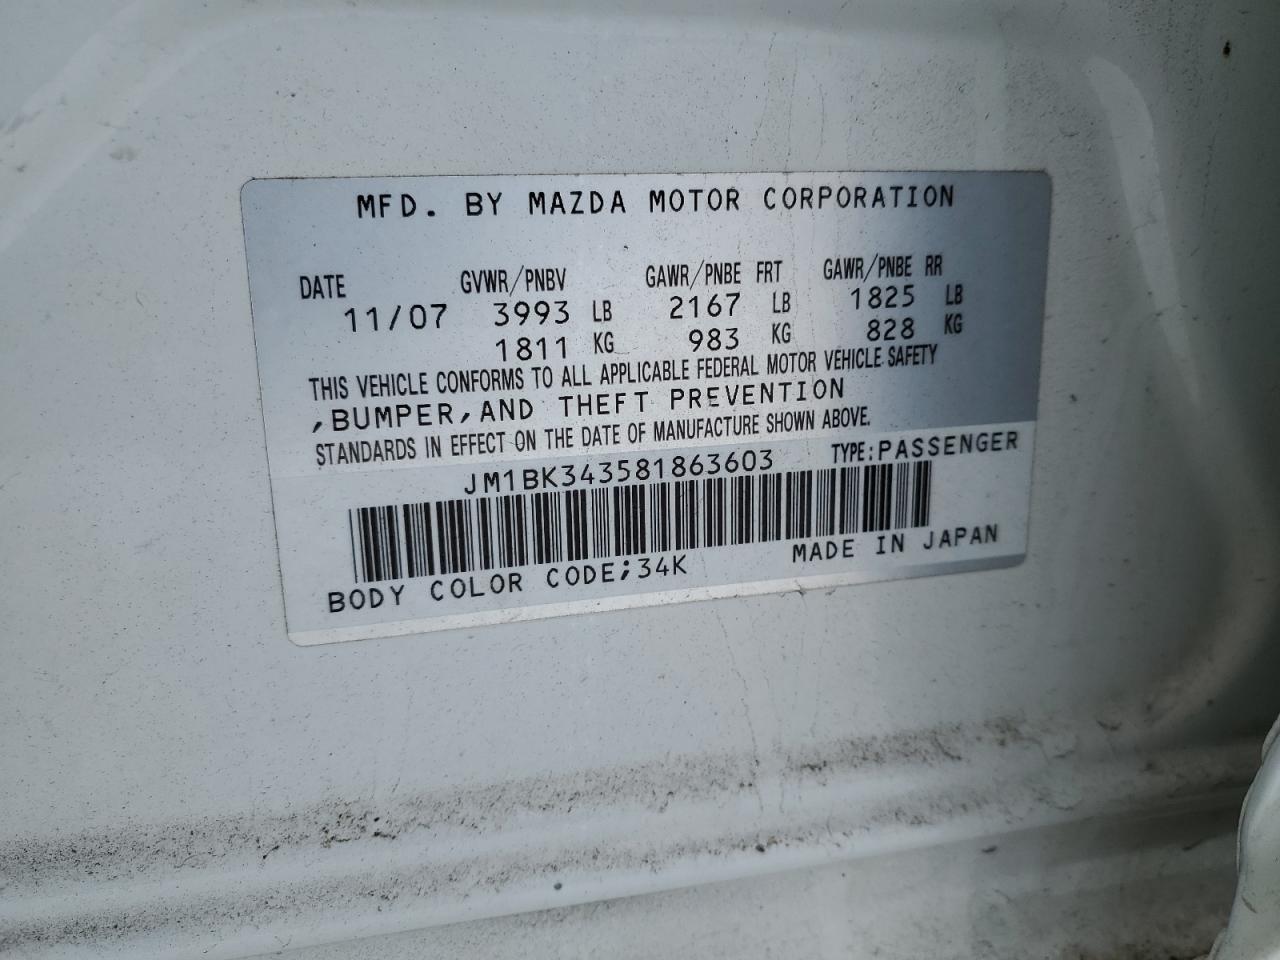 MFD. BY MAZDA MOTOR CORPORATION
DATE GVWR/PNBV GAWR/PNBE FRT GAWR/PNBE RR
11/07 3993 LB 2167 LB 1825 LB
1811 KG 983 KG 828 KG
THIS VEHICLE CONFORMS TO ALL APPLICABLE FEDERAL MOTOR VEHICLE SAFETY
,BUMPER,AND THEFT PREVENTION
STANDARDS IN EFFECT ON THE DATE OF MANUFACTURE SHOWN ABOVE.
JM1BK343581863603 TYPE:PASSENGER
BODY COLOR CODE;34K MADE IN JAPAN